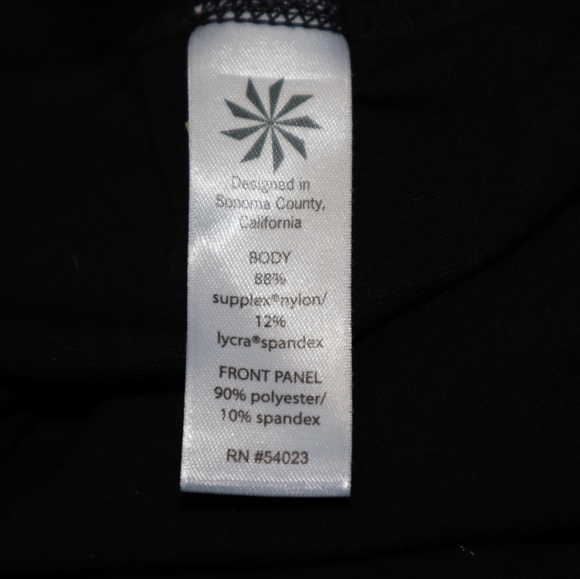 Designed in
Sonoma County,
California
BODY
88%
supplex®nylon/
12%
lycra®spandex
FRONT PANEL
90% polyester/
10% spandex
RN #54023